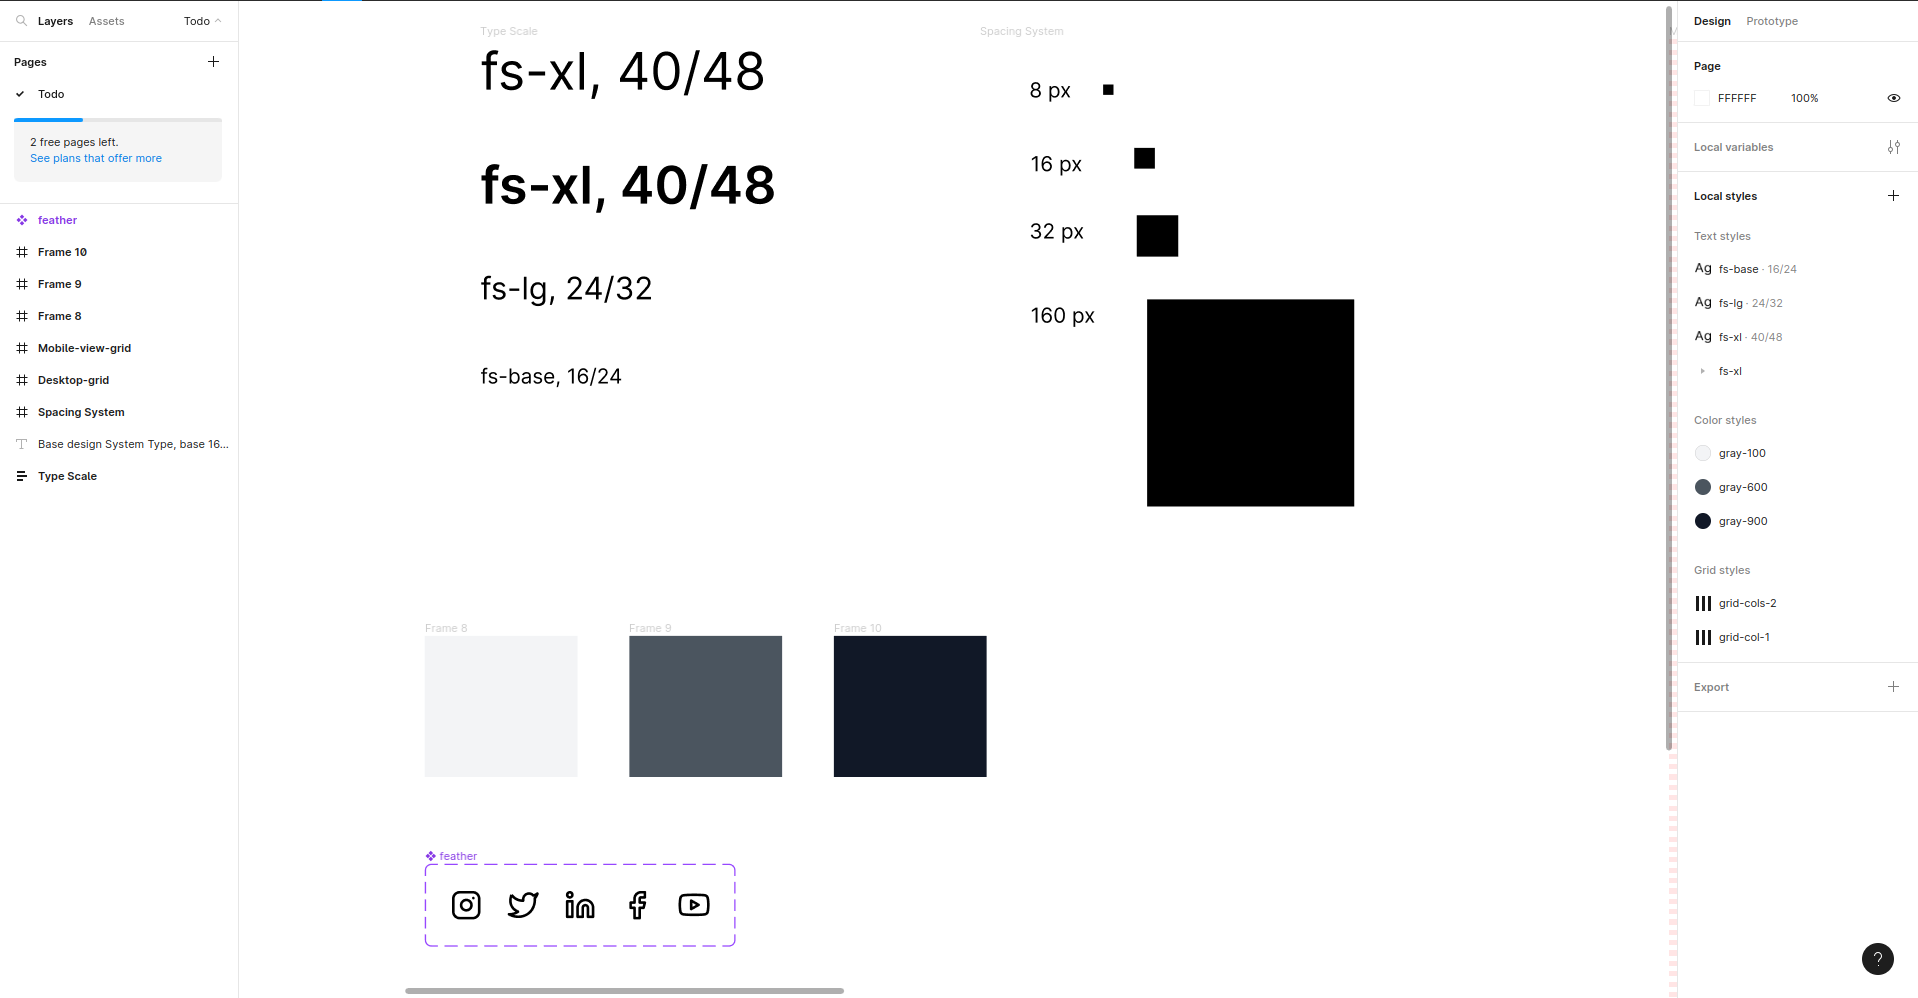 Layers
Assets
Todo
Pages
Todo
2 free pages left.
See plans that offer more
feather
Frame 10
Frame 9
Frame 8
Mobile-view-grid
Desktop-grid
Spacing System
Base design System Type, base 16...
Type Scale
Type Scale
fs-xl, 40/48
fs-xl, 40/48
fs-lg, 24/32
fs-base, 16/24
Spacing System
8 px
16 px
32 px
160 px
Frame 8
Frame 9
Frame 10
feather
Design
Prototype
Page
FFFFFF 100%
Local variables
Local styles
Text styles
Ag fs-base · 16/24
Ag fs-lg · 24/32
Ag fs-xl · 40/48
fs-xl
Color styles
gray-100
gray-600
gray-900
Grid styles
grid-cols-2
grid-col-1
Export
?